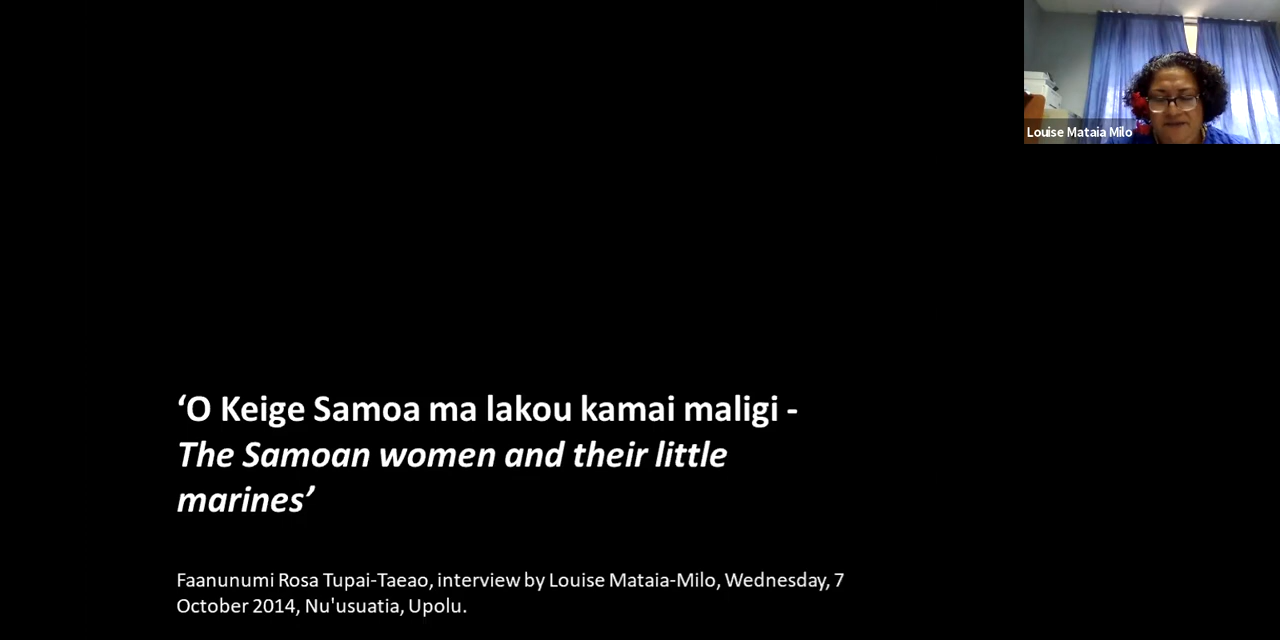 Louise Mataia Milo
‘O Keige Samoa ma lakou kamai maligi -
The Samoan women and their little
marines’
Faanunumi Rosa Tupai-Taeao, interview by Louise Mataia-Milo, Wednesday, 7
October 2014, Nu'usuatia, Upolu.